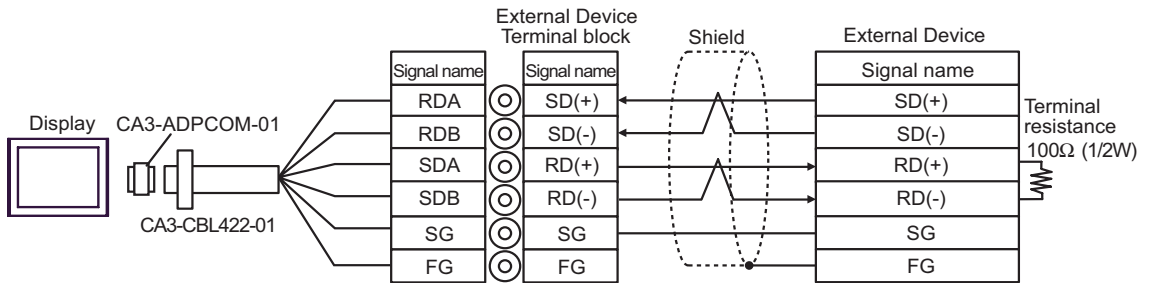 External Device
Terminal block
Shield
External Device
Signal name
Signal name
Signal name
RDA
SD(+)
SD(+)
RDB
SD(-)
SD(-)
SDA
RD(+)
RD(+)
SDB
RD(-)
RD(-)
SG
SG
SG
FG
FG
FG
Display
CA3-ADPCOM-01
CA3-CBL422-01
Terminal
resistance
100Ω (1/2W)